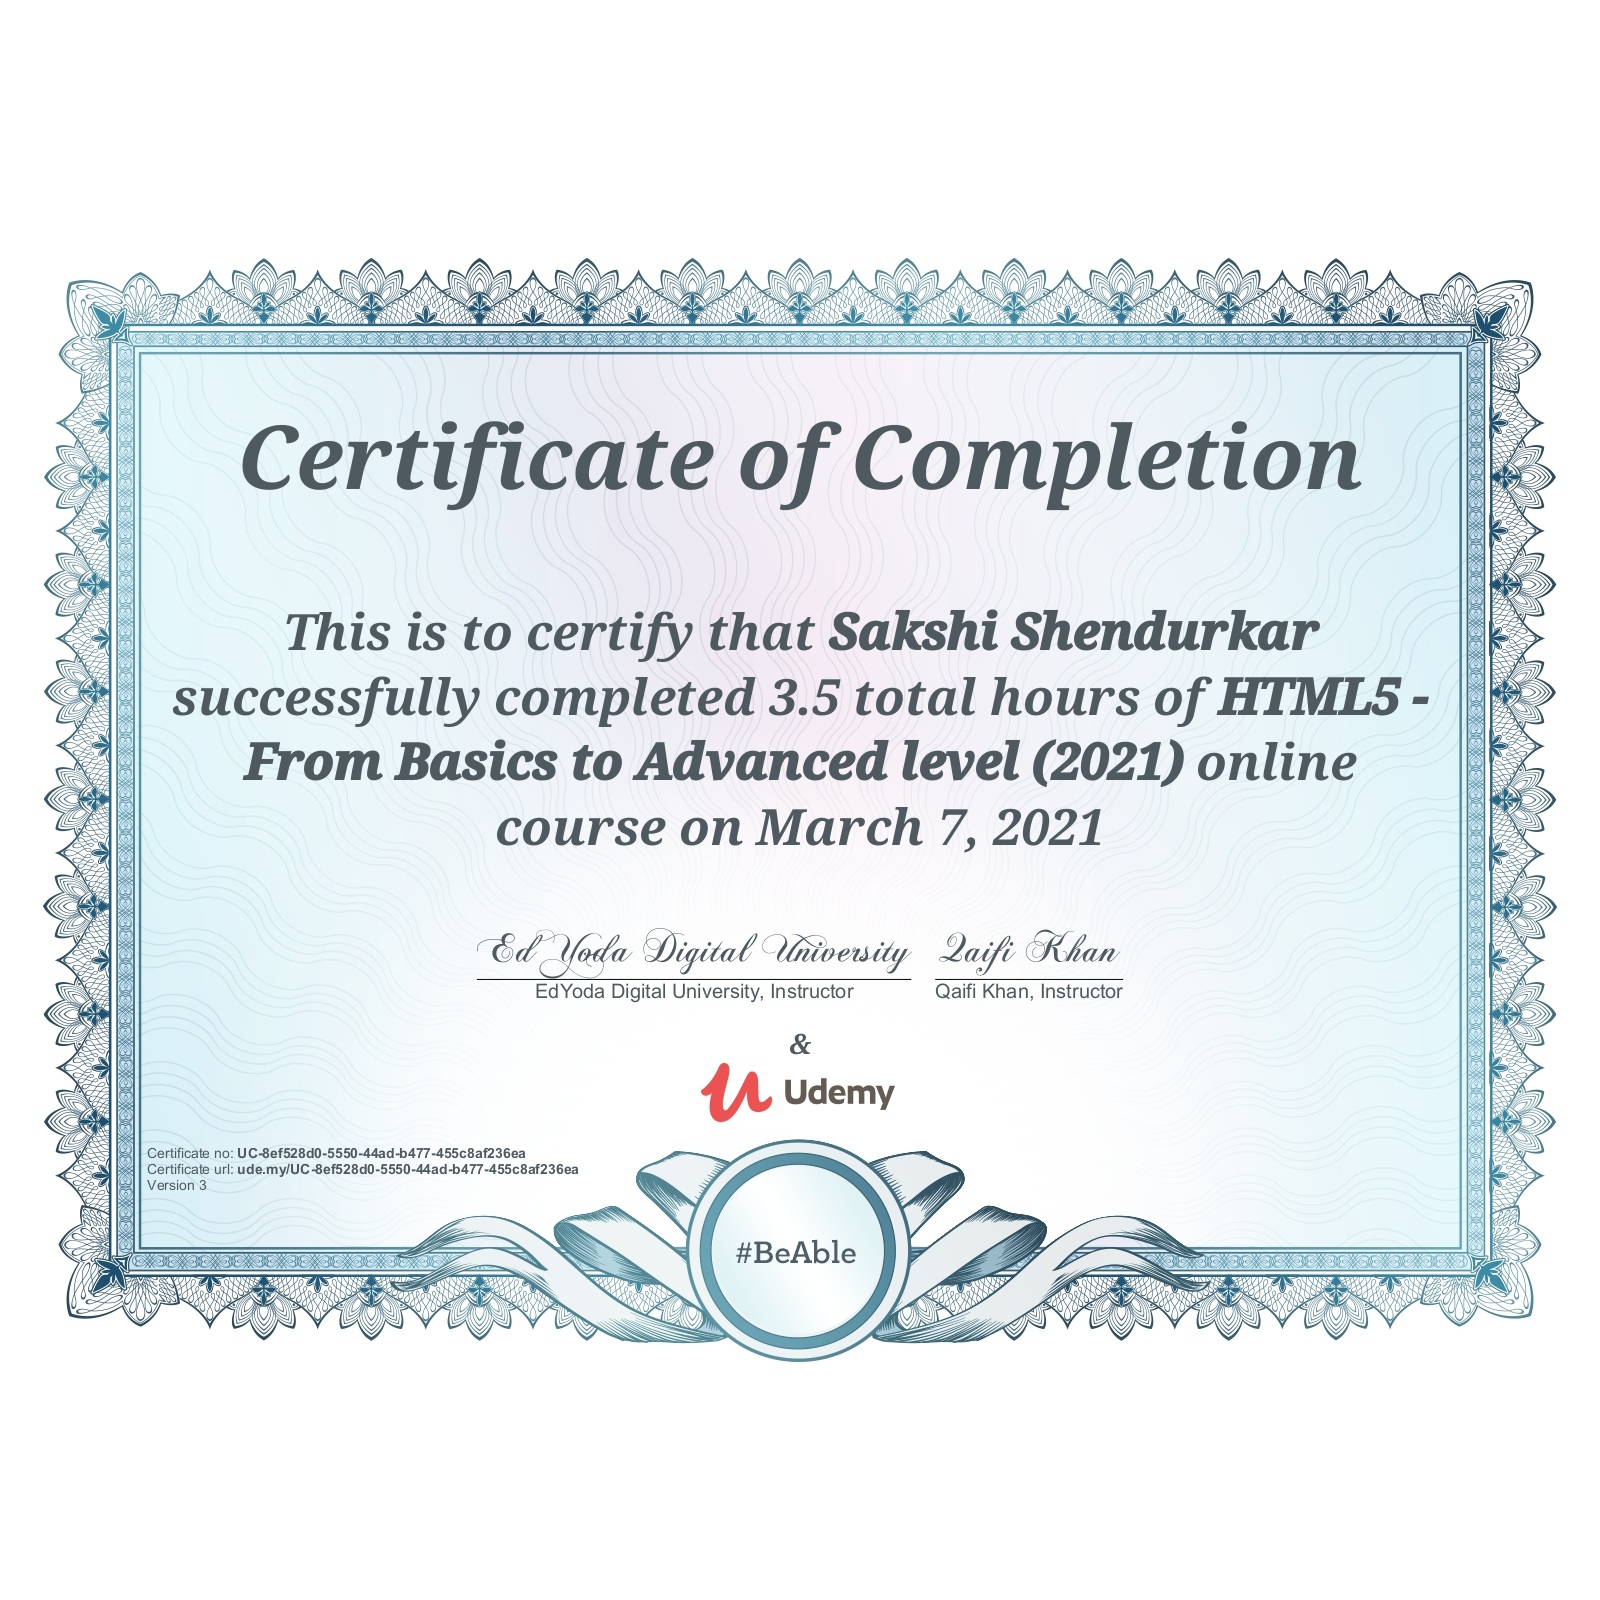 Certificate of Completion
This is to certify that Sakshi Shendurkar
successfully completed 3.5 total hours of HTML5 -
From Basics to Advanced level (2021) online
course on March 7, 2021
Ed Yoda Digital University Qaifi Khan
EdYoda Digital University, Instructor Qaifi Khan, Instructor
&
Udemy
Certificate no: UC-8ef528d0-5550-44ad-b477-455c8af236ea
Certificate url: ude.my/UC-8ef528d0-5550-44ad-b477-455c8af236ea
Version 3
#BeAble